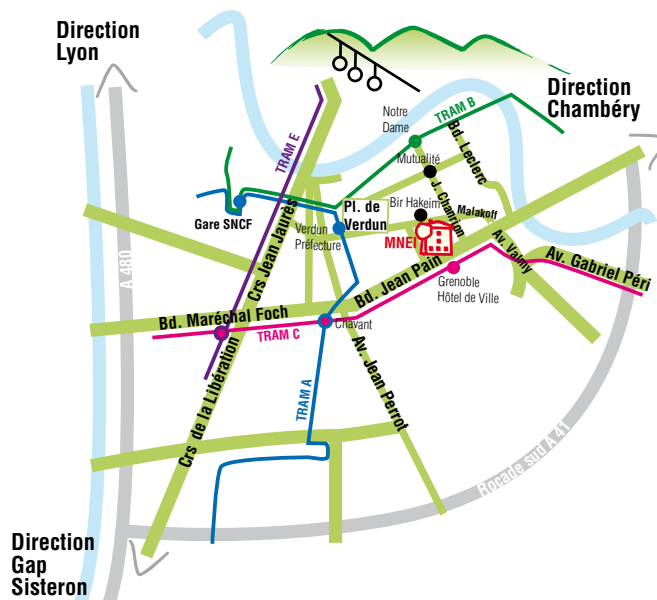 Direction
Lyon
Direction
Chambéry
TRAM B
Notre
Dame
Bd. Leclerc
TRAM E
Mutualité
J. Chanrion
Bir Hakeim
Malakoff
Gare SNCF
Pl. de
Verdun
Verdun
Préfecture
MNEI
Av. Valmy
Av. Gabriel Péri
Crs Jean Jaurès
A 480
Bd. Jean Pain
Grenoble
Hôtel de Ville
Bd. Maréchal Foch
TRAM C
Chavant
Crs de la Libération
TRAM A
Av. Jean Perrot
Rocade sud A 41
Direction
Gap
Sisteron